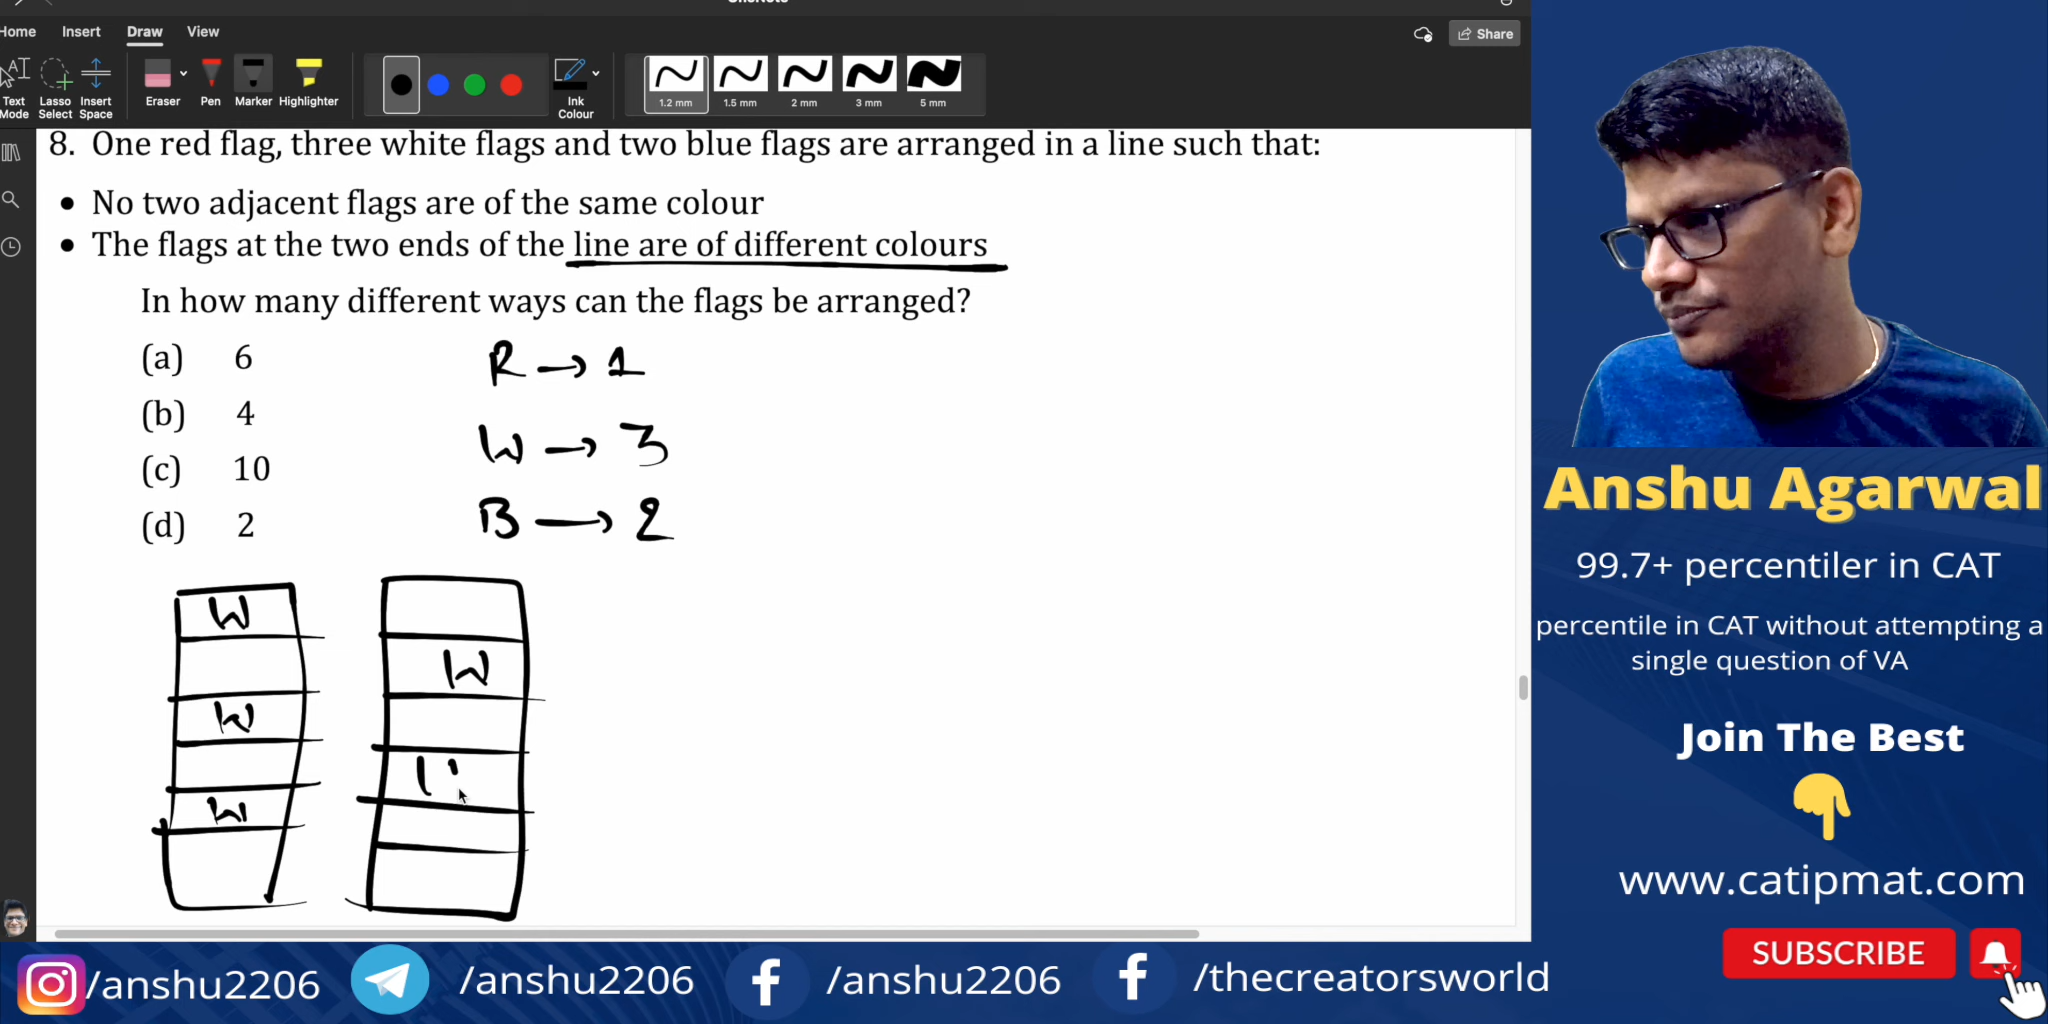 OneNote
Home Insert Draw View
Share
Text Mode
Lasso Select
Insert Space
Eraser
Pen
Marker
Highlighter
Ink Colour
1.2 mm
1.5 mm
2 mm
3 mm
5 mm
8. One red flag, three white flags and two blue flags are arranged in a line such that:
• No two adjacent flags are of the same colour
• The flags at the two ends of the line are of different colours
In how many different ways can the flags be arranged?
(a) 6
(b) 4
(c) 10
(d) 2
R → 1
W → 3
B → 2
W
W
W
W
Anshu Agarwal
99.7+ percentiler in CAT
percentile in CAT without attempting a
single question of VA
Join The Best
www.catipmat.com
SUBSCRIBE
/anshu2206
/anshu2206
/anshu2206
/thecreatorsworld